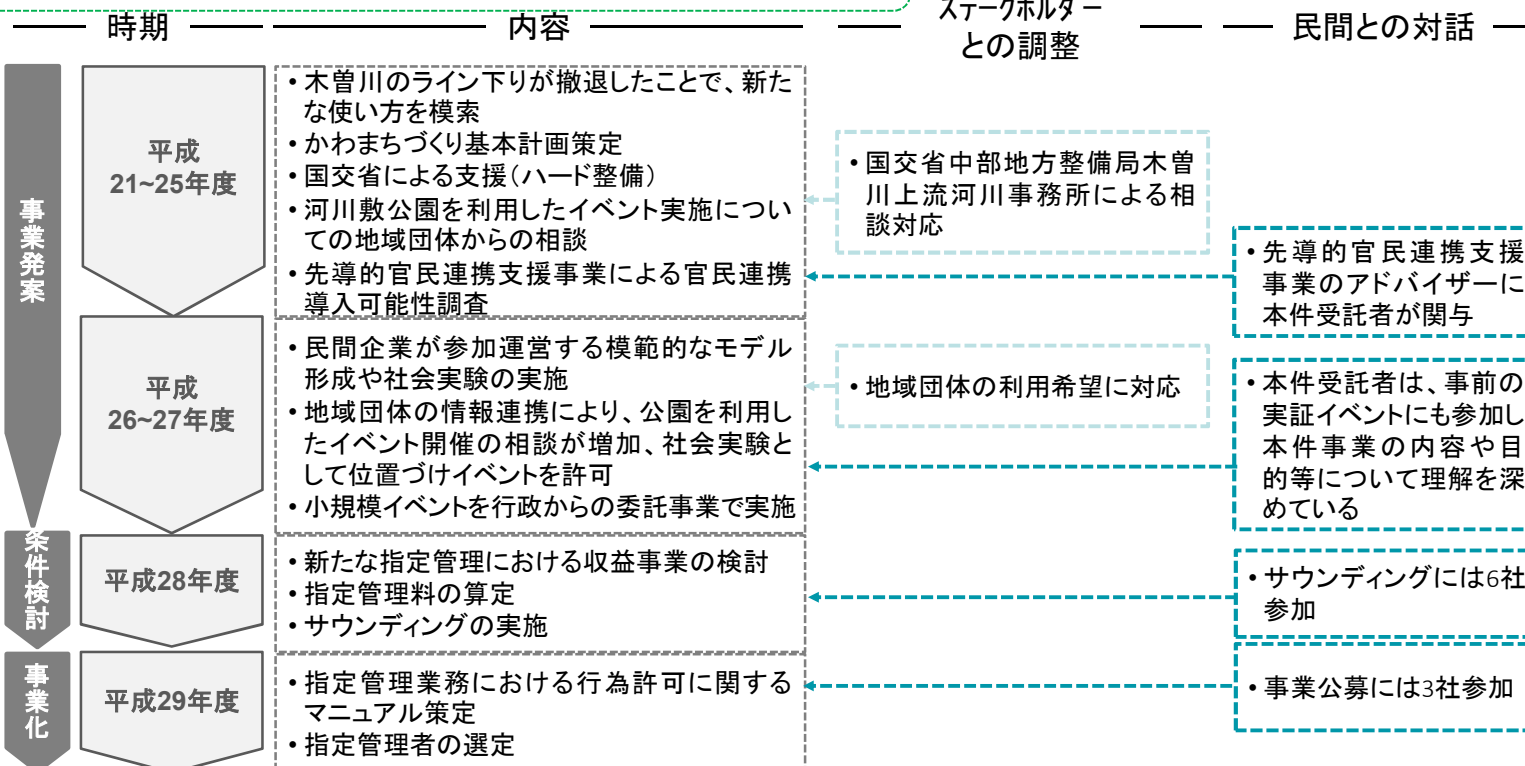 時期
内容
ステークホルダー
との調整
民間との対話
事業発案
平成
21~25年度
・木曽川のライン下りが撤退したことで、新た
な使い方を模索
・かわまちづくり基本計画策定
・国交省による支援（ハード整備）
・河川敷公園を利用したイベント実施につい
ての地域団体からの相談
・先導的官民連携支援事業による官民連携
導入可能性調査
・国交省中部地方整備局木曽
川上流河川事務所による相
談対応
・先導的官民連携支援
事業のアドバイザーに
本件受託者が関与
平成
26~27年度
・民間企業が参加運営する模範的なモデル
形成や社会実験の実施
・地域団体の情報連携により、公園を利用し
たイベント開催の相談が増加、社会実験と
して位置づけイベントを許可
・小規模イベントを行政からの委託事業で実施
・地域団体の利用希望に対応
・本件受託者は、事前の
実証イベントにも参加し
本件事業の内容や目
的等について理解を深
めている
条件検討
平成28年度
・新たな指定管理における収益事業の検討
・指定管理料の算定
・サウンディングの実施
・サウンディングには6社
参加
事業化
平成29年度
・指定管理業務における行為許可に関する
マニュアル策定
・指定管理者の選定
・事業公募には3社参加